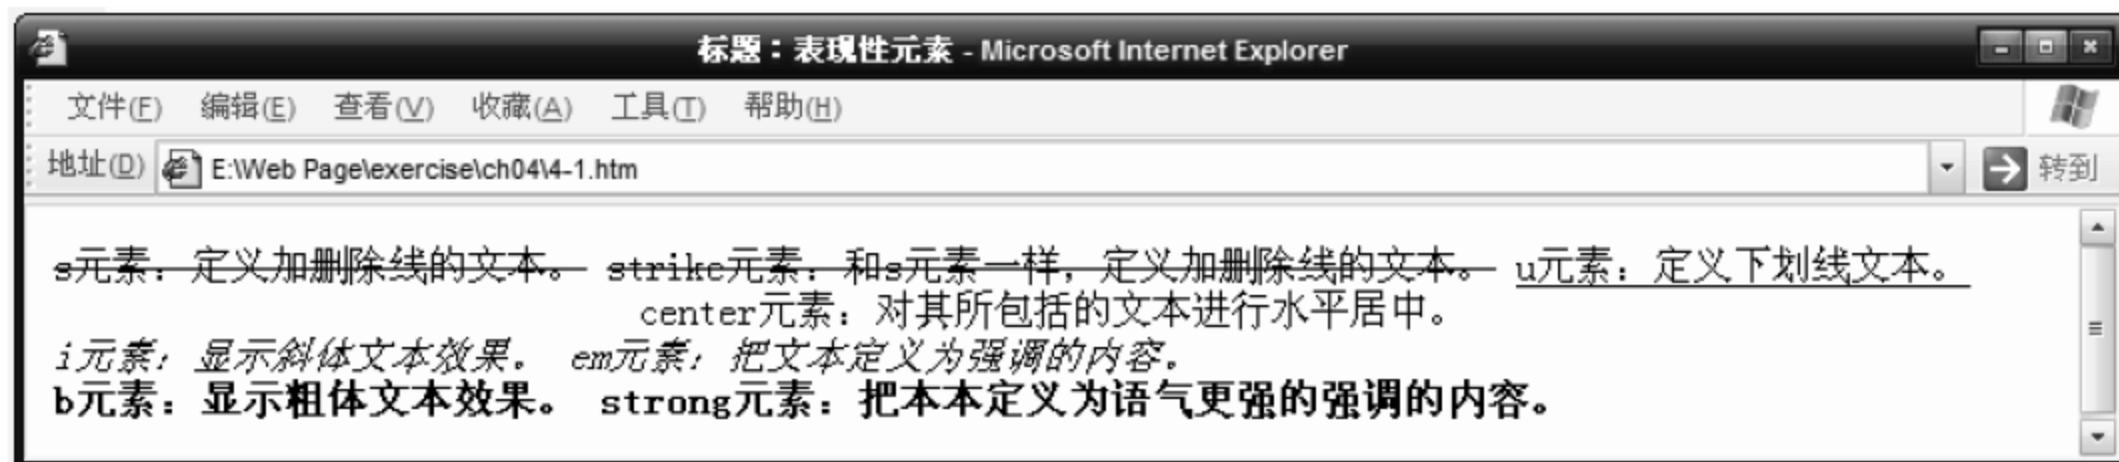 标题：表现性元素 - Microsoft Internet Explorer
文件(F) 编辑(E) 查看(V) 收藏(A) 工具(T) 帮助(H)
地址(D) E:\Web Page\exercise\ch04\4-1.htm 转到
s元素：定义加删除线的文本。 strike元素：和s元素一样，定义加删除线的文本。 u元素：定义下划线文本。
center元素：对其所包括的文本进行水平居中。
i元素：显示斜体文本效果。 em元素：把文本定义为强调的内容。
b元素：显示粗体文本效果。 strong元素：把本本定义为语气更强的强调的内容。